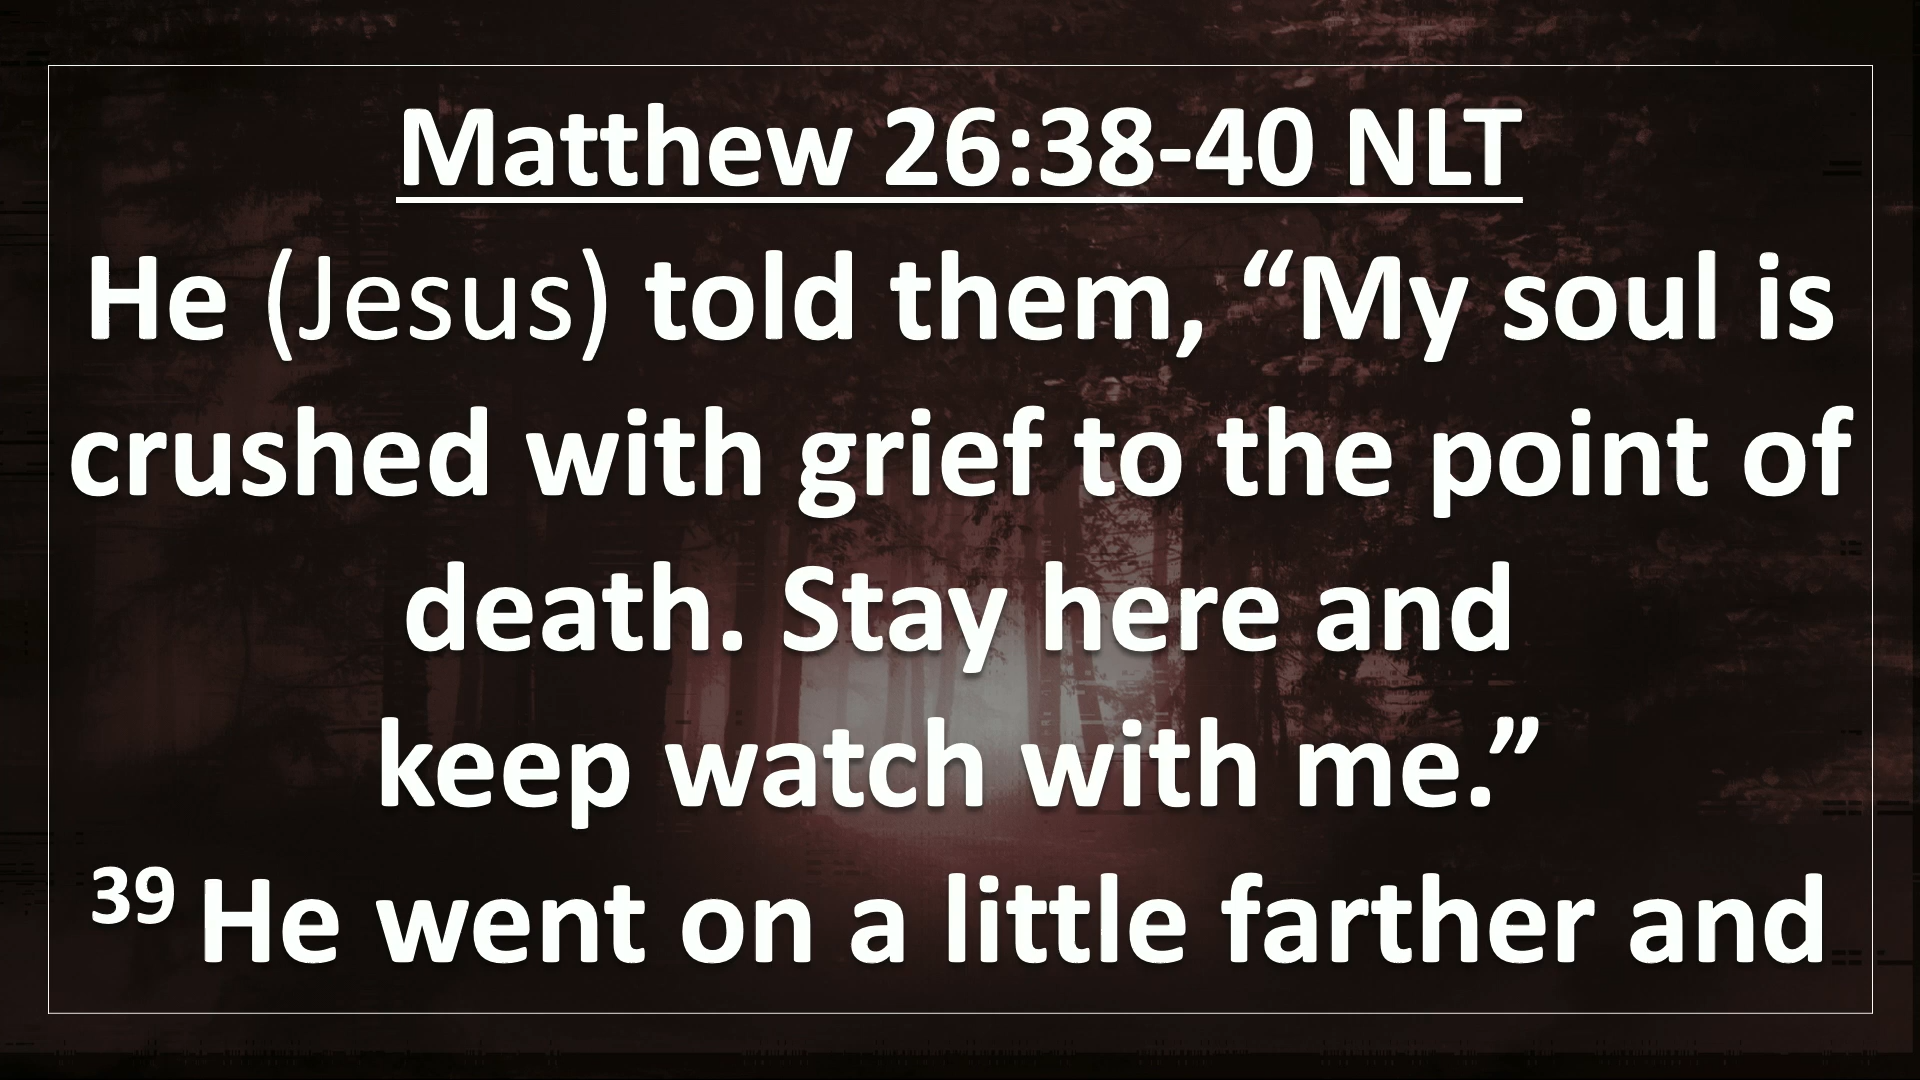 Matthew 26:38-40 NLT
He (Jesus) told them, “My soul is
crushed with grief to the point of
death. Stay here and
keep watch with me.”
39 He went on a little farther and